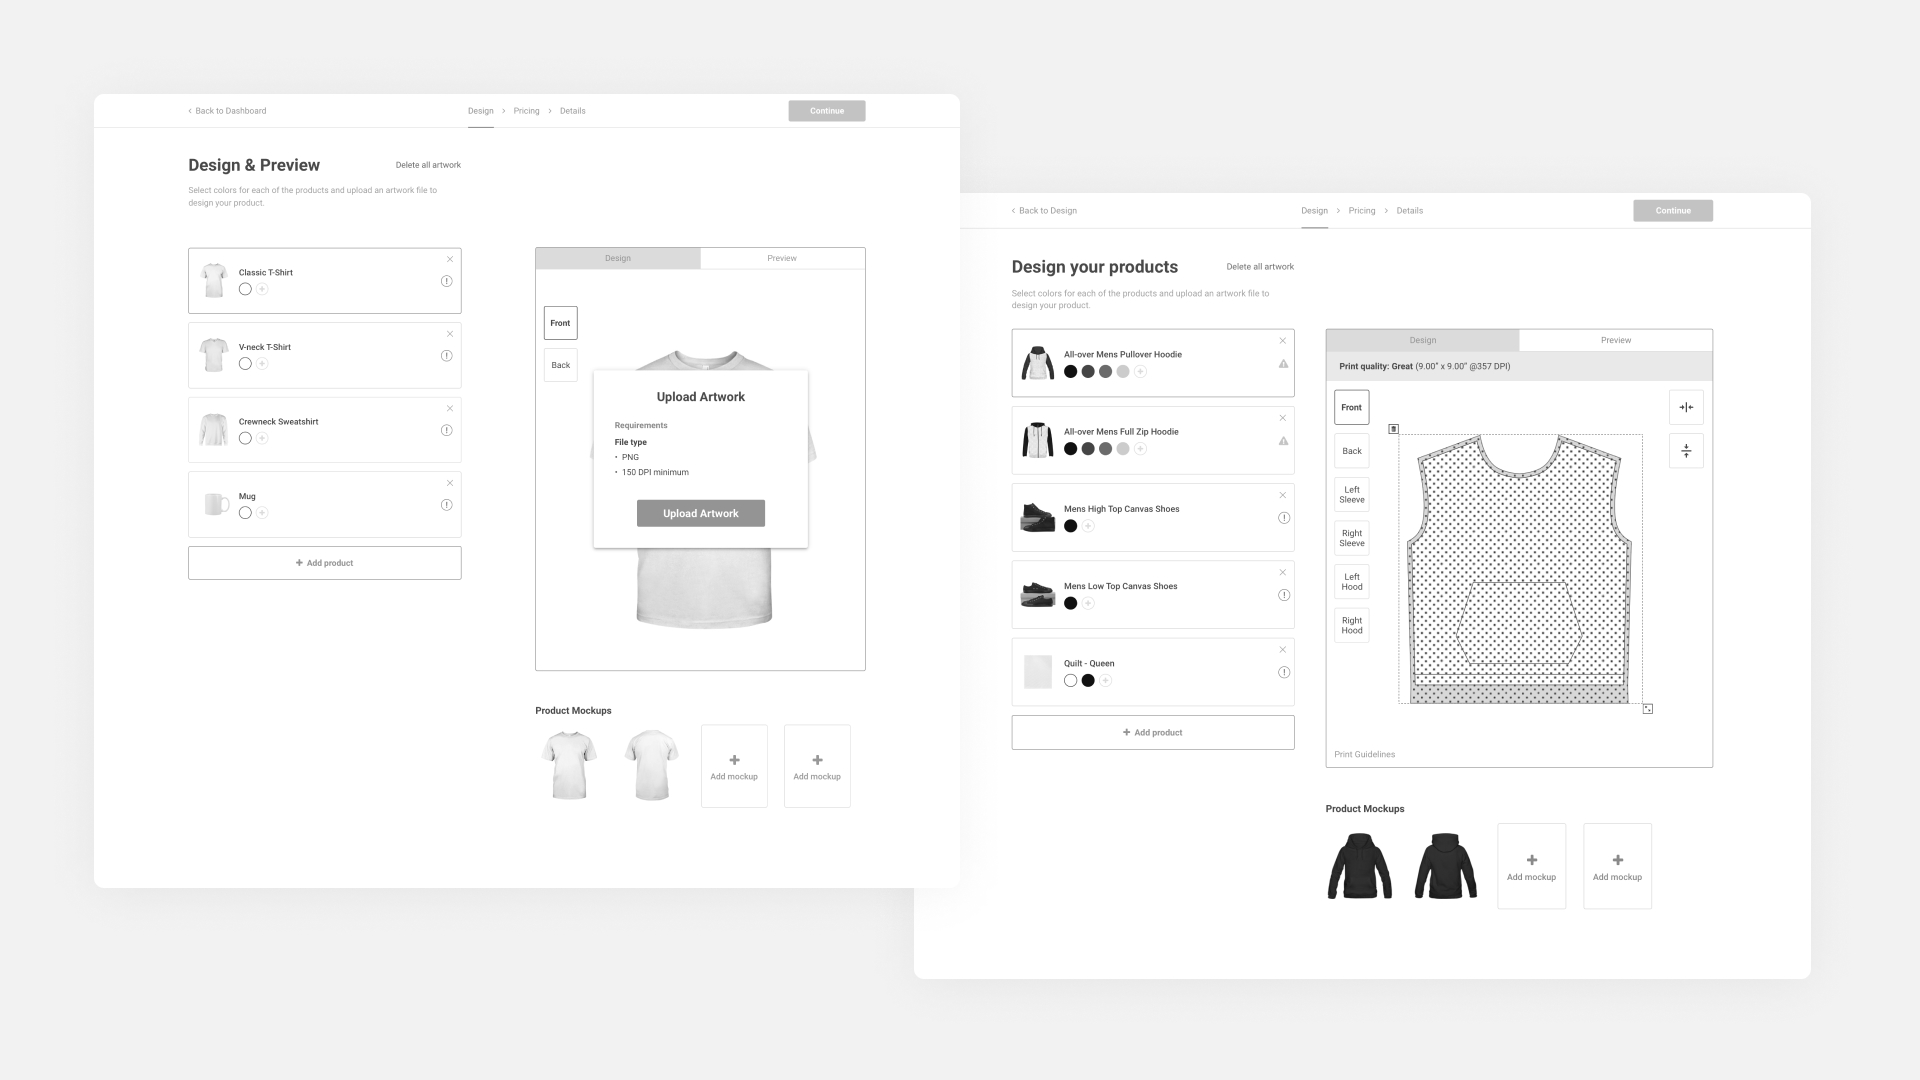 Back to Dashboard
Design
Pricing
Details
Continue
Design & Preview
Delete all artwork
Select colors for each of the products and upload an artwork file to
design your product.
Classic T-Shirt
V-neck T-Shirt
Crewneck Sweatshirt
Mug
Add product
Design
Preview
Front
Back
Upload Artwork
Requirements
File type
• PNG
• 150 DPI minimum
Upload Artwork
Product Mockups
Add mockup
Add mockup
Back to Design
Design
Pricing
Details
Continue
Design your products
Delete all artwork
Select colors for each of the products and upload an artwork file to
design your product.
All-over Mens Pullover Hoodie
All-over Mens Full Zip Hoodie
Mens High Top Canvas Shoes
Mens Low Top Canvas Shoes
Quilt - Queen
Add product
Design
Preview
Print quality: Great (9.00" x 9.00" @357 DPI)
Front
Back
Left
Sleeve
Right
Sleeve
Left
Hood
Right
Hood
Print Guidelines
Product Mockups
Add mockup
Add mockup